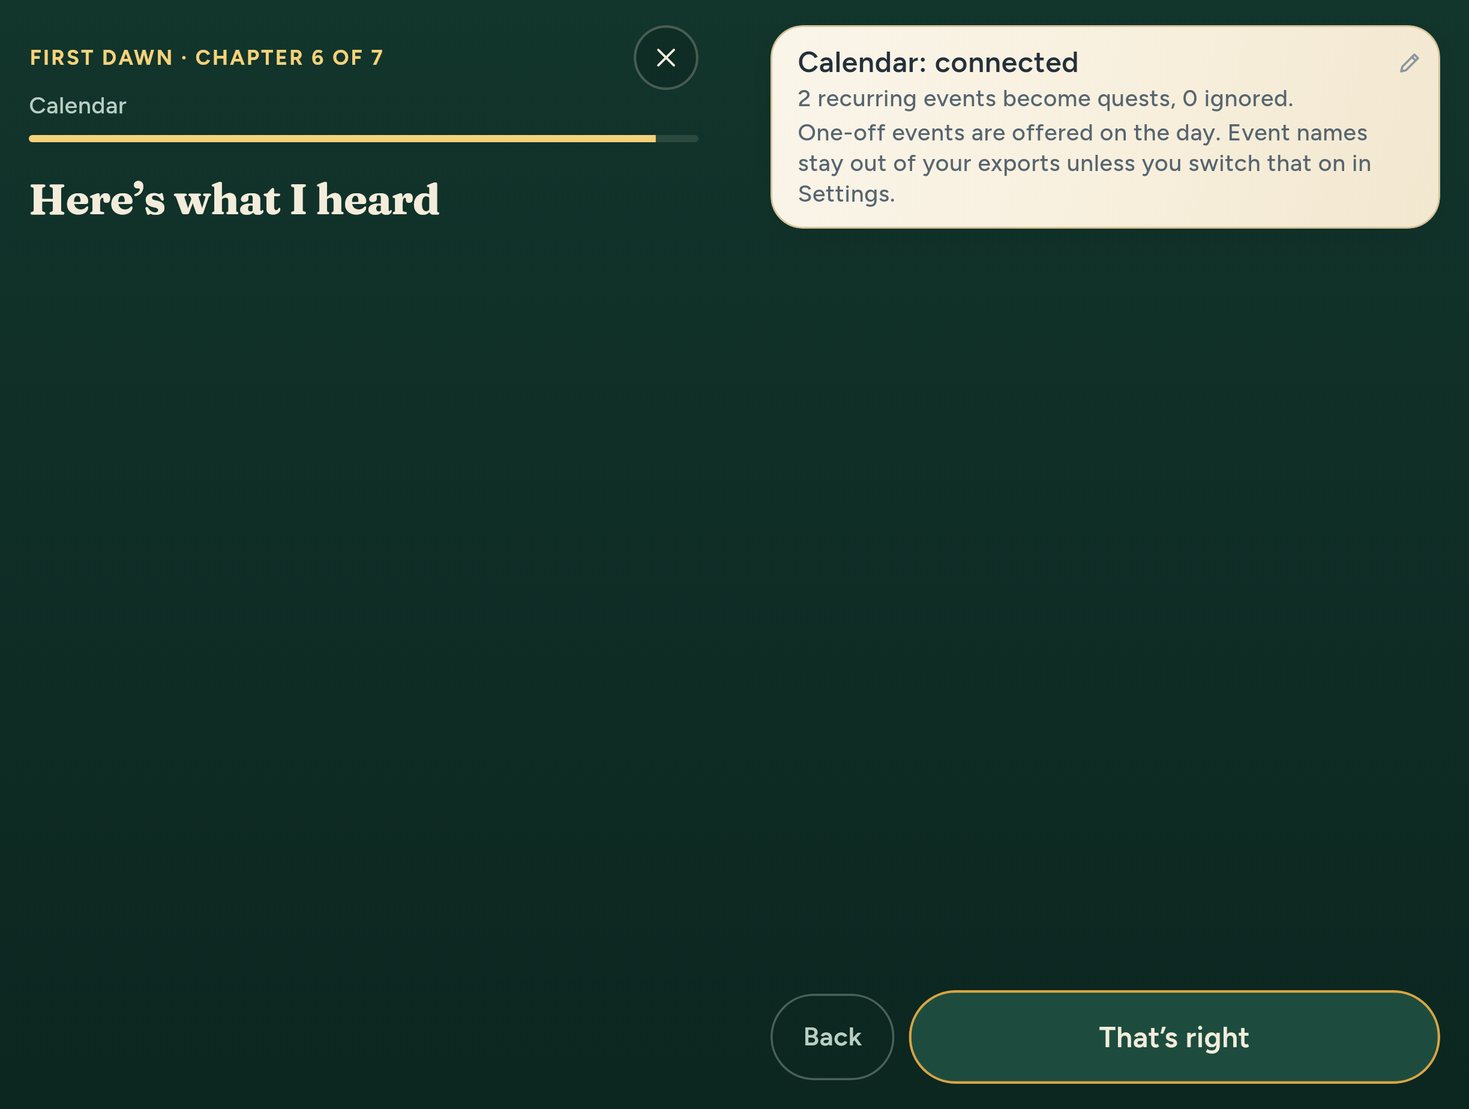 FIRST DAWN · CHAPTER 6 OF 7
Calendar
Here’s what I heard
Calendar: connected
2 recurring events become quests, 0 ignored.
One-off events are offered on the day. Event names
stay out of your exports unless you switch that on in
Settings.
Back
That’s right